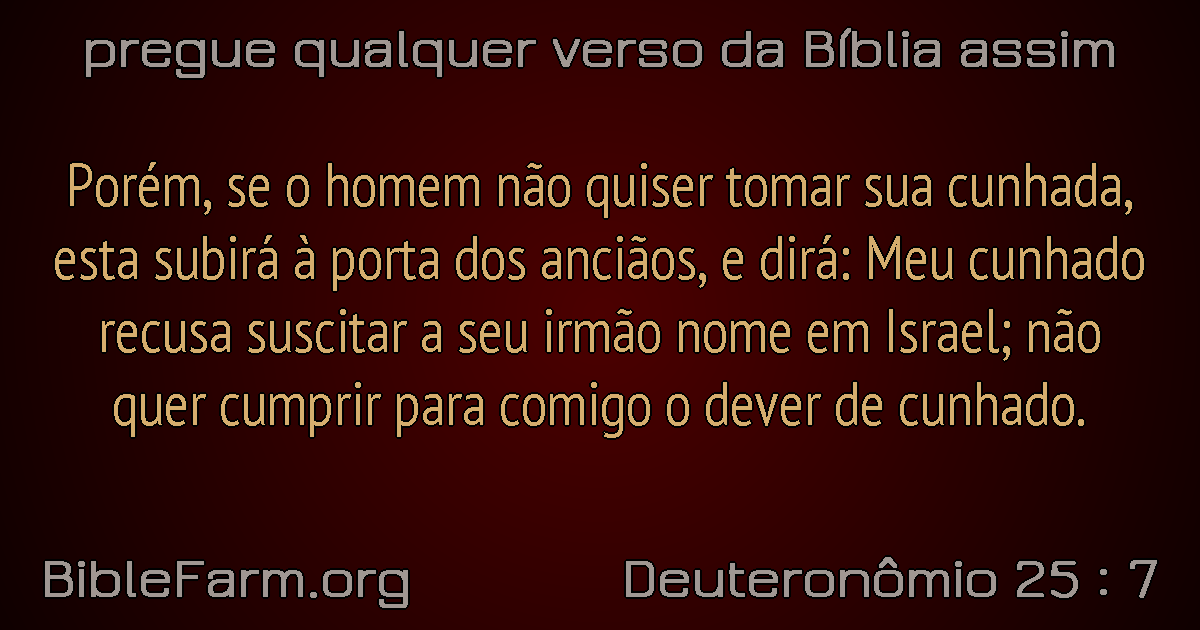 pregue qualquer verso da Bíblia assim
Porém, se o homem não quiser tomar sua cunhada,
esta subirá à porta dos anciãos, e dirá: Meu cunhado
recusa suscitar a seu irmão nome em Israel; não
quer cumprir para comigo o dever de cunhado.
BibleFarm.org
Deuteronômio 25 : 7